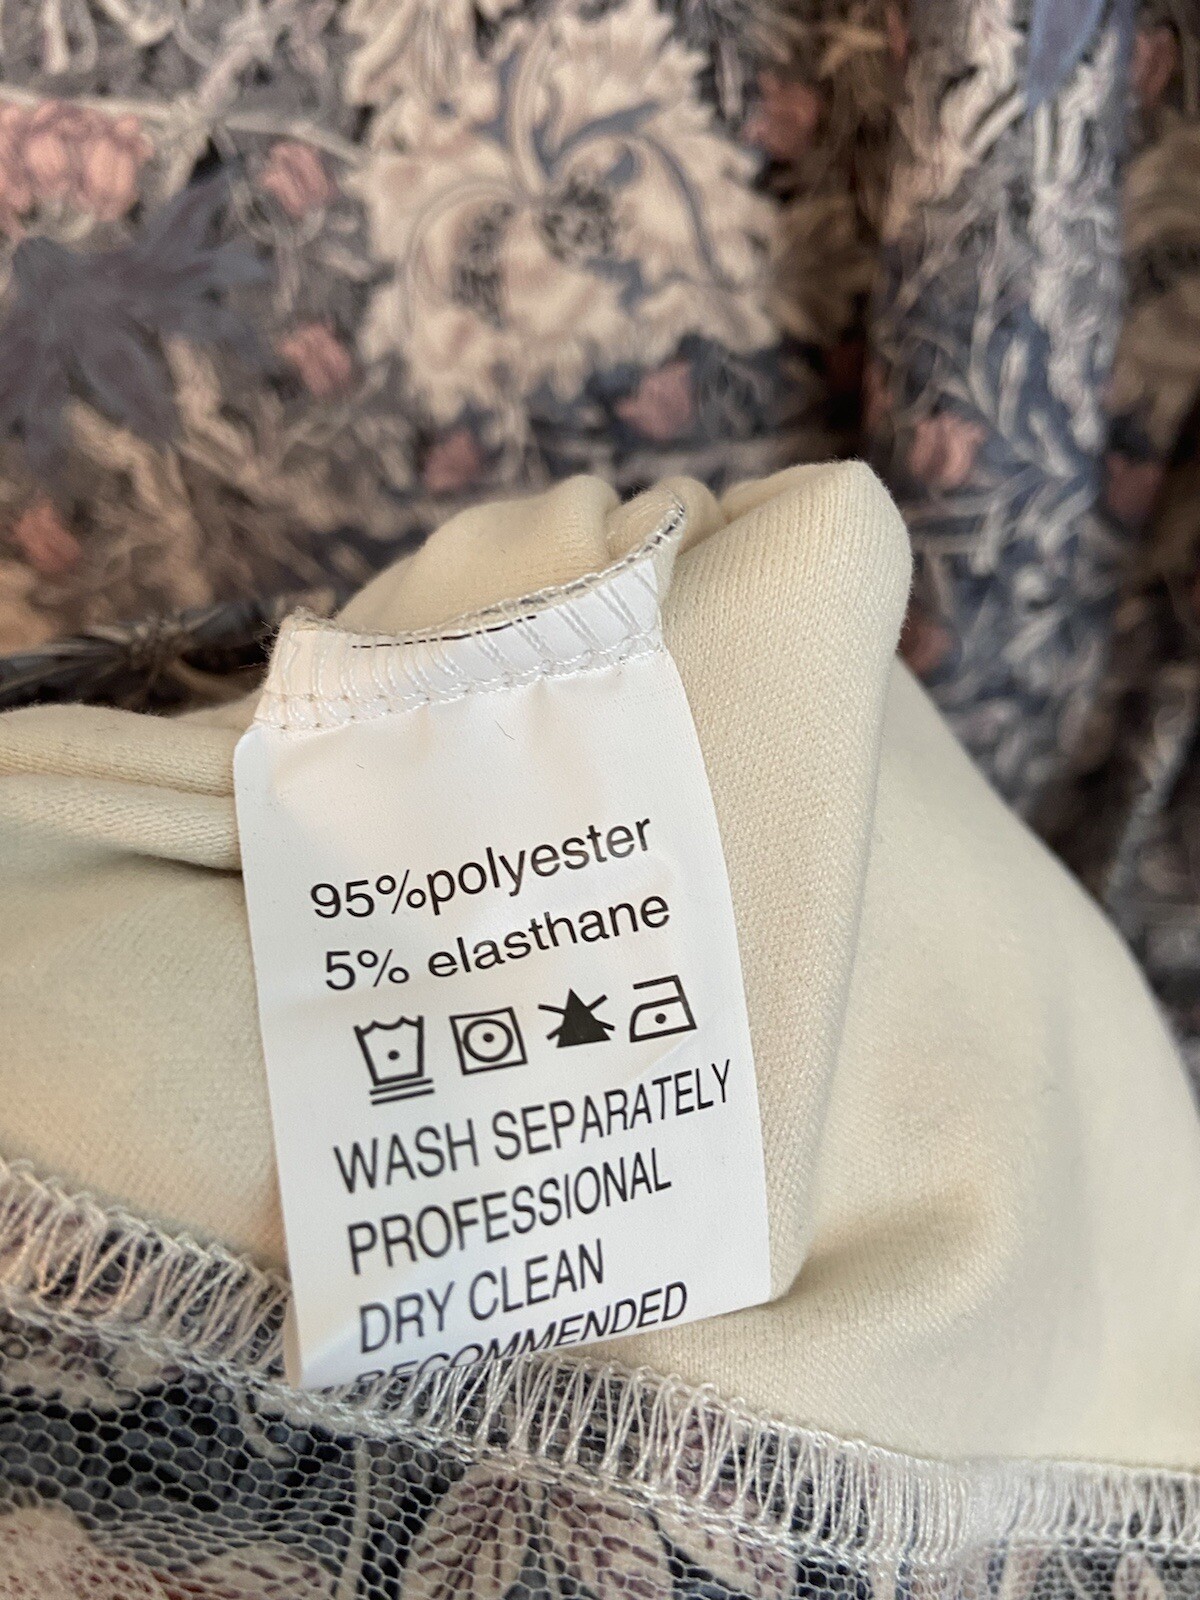 95%polyester
5% elasthane
WASH SEPARATELY
PROFESSIONAL
DRY CLEAN
RECOMMENDED